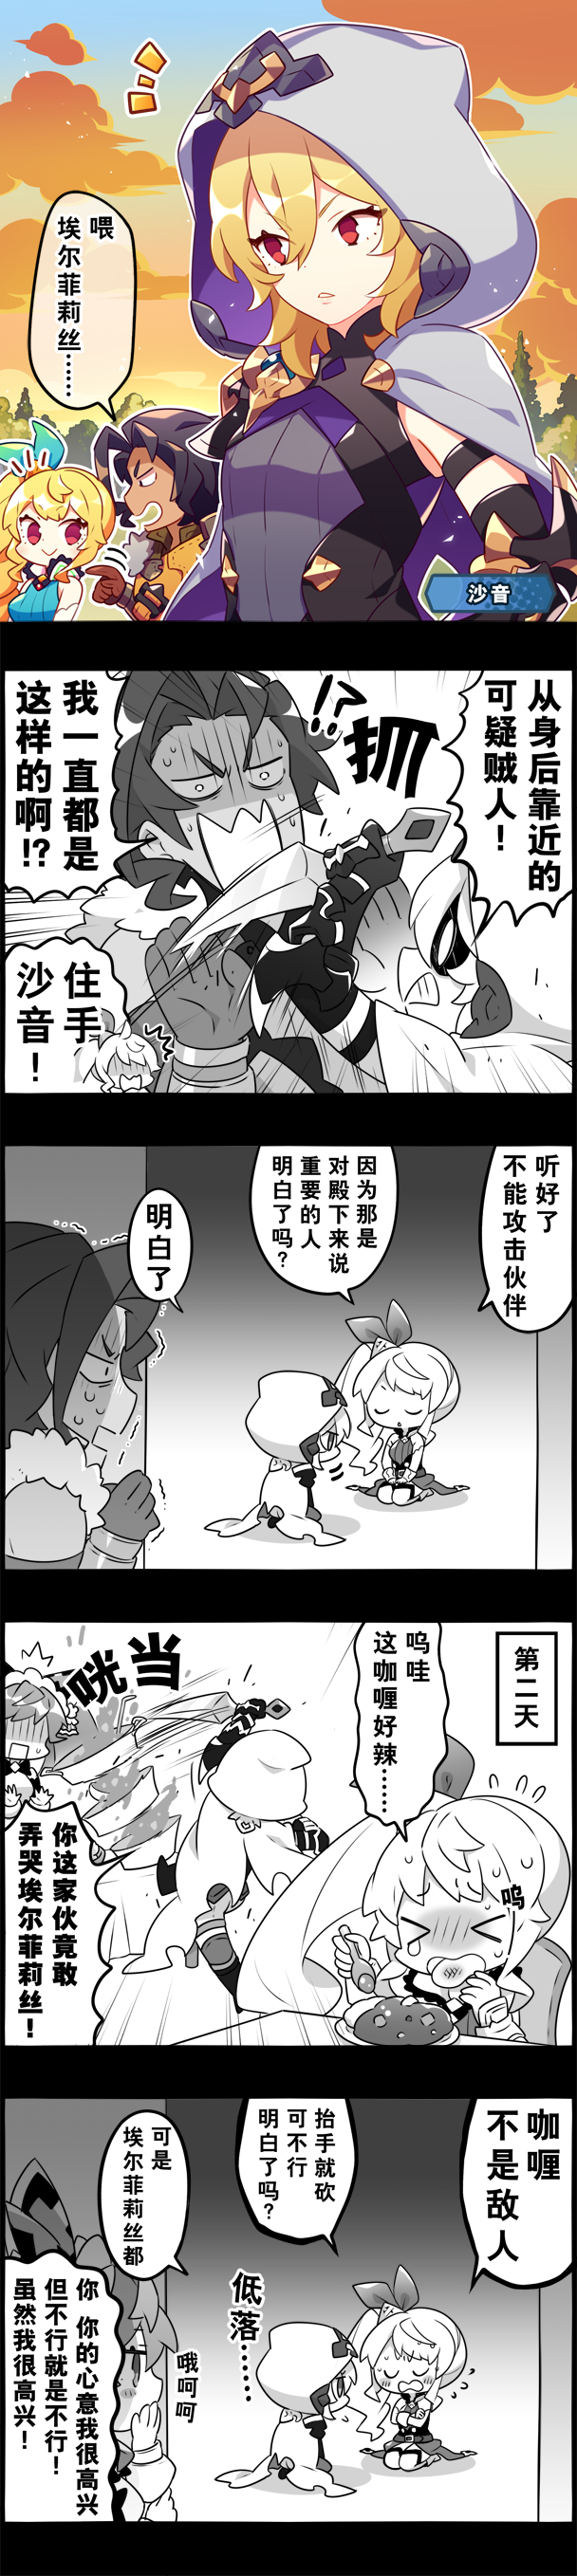 喂
埃尔菲莉丝……
沙音
从身后靠近的
可疑贼人！
抓
!?
我一直都是
这样的啊!?
住手
沙音！
听好了
不能攻击伙伴
因为那是
对殿下来说
重要的人
明白了吗？
明白了
第二天
呜哇
这咖喱好辣……
呜
咣当
你这家伙竟敢
弄哭埃尔菲莉丝！
咖喱
不是敌人
抬手就砍
可不行
明白了吗？
可是
埃尔菲莉丝都
低落……
哦呵呵
你 你的心意我很高兴
但不行就是不行！
虽然我很高兴！